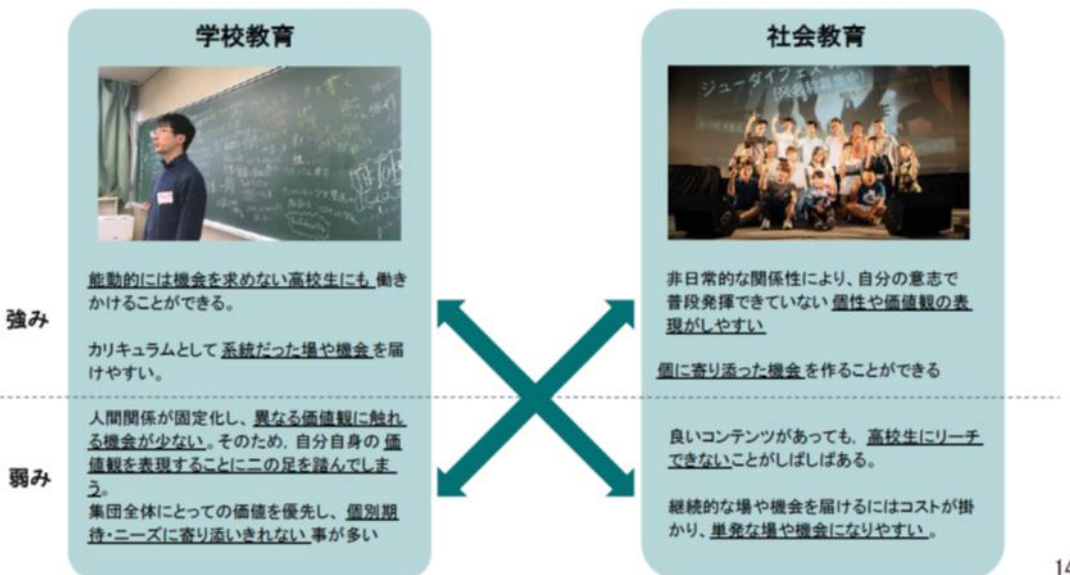 学校教育
能動的には機会を求めない高校生にも働き
かけることができる。
カリキュラムとして系統だった場や機会を届
けやすい。
人間関係が固定化し、異なる価値観に触れ
る機会が少ない。そのため、自分自身の価
値観を表現することに二の足を踏んでしま
う。
集団全体にとっての価値を優先し、個別期
待・ニーズに寄り添いきれない事が多い
強み
弱み
社会教育
ジューダイフェス
非日常的な関係性により、自分の意志で
普段発揮できていない個性や価値観の表
現がしやすい
個に寄り添った機会を作ることができる
良いコンテンツがあっても、高校生にリーチ
できないことがしばしばある。
継続的な場や機会を届けるにはコストが掛
かり、単発な場や機会になりやすい。
14